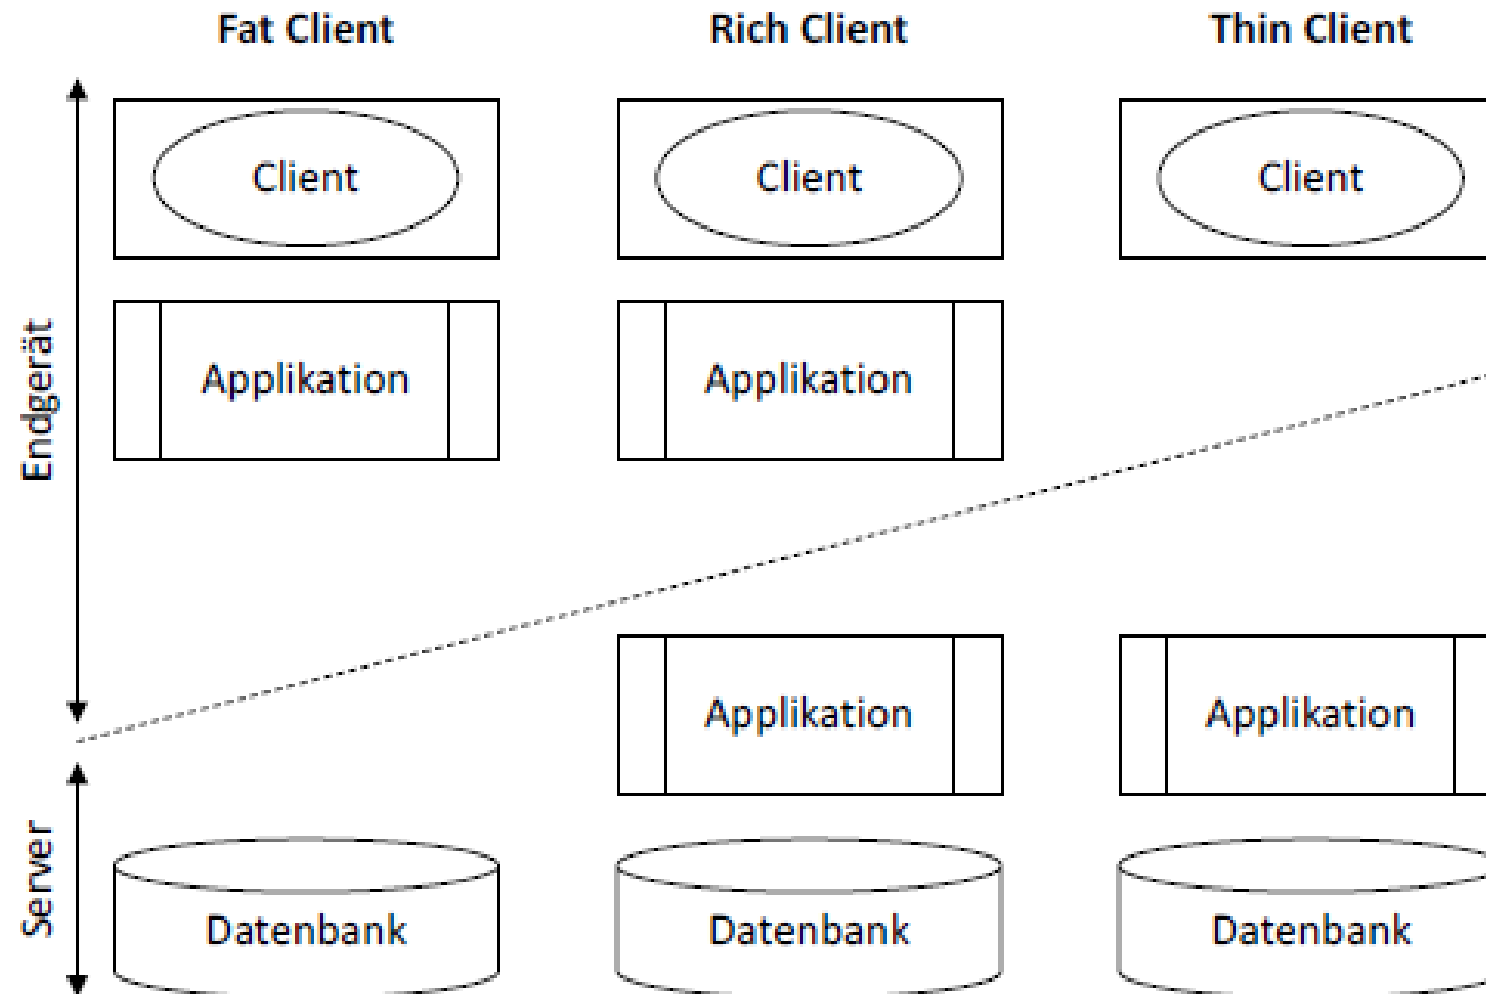 Fat Client
Rich Client
Thin Client
Client
Client
Client
Endgerät
Applikation
Applikation
Applikation
Applikation
Server
Datenbank
Datenbank
Datenbank